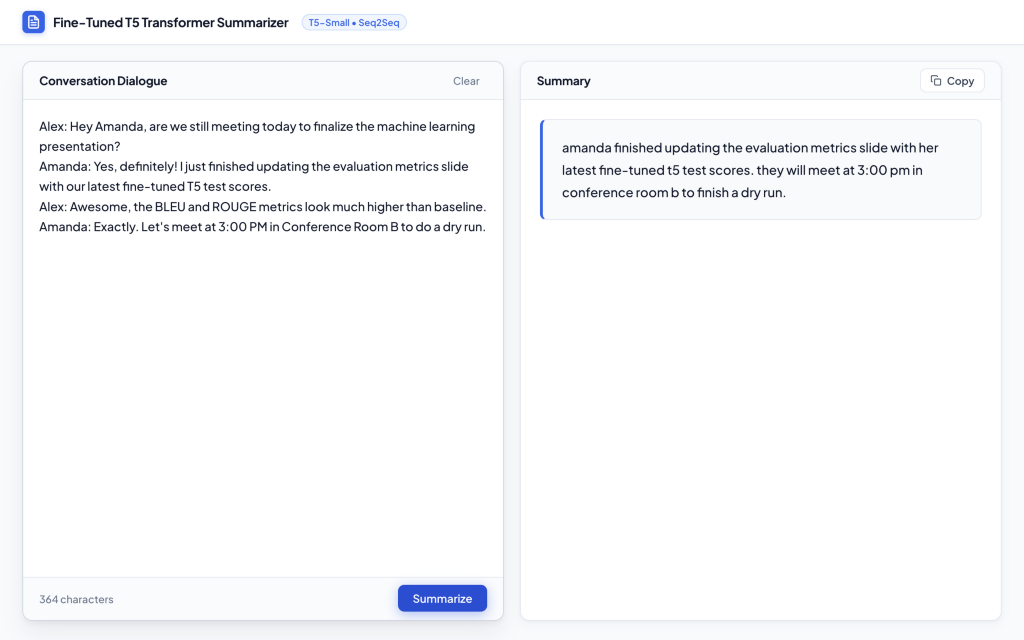 Fine-Tuned T5 Transformer Summarizer
T5-Small • Seq2Seq
Conversation Dialogue
Clear
Alex: Hey Amanda, are we still meeting today to finalize the machine learning
presentation?
Amanda: Yes, definitely! I just finished updating the evaluation metrics slide
with our latest fine-tuned T5 test scores.
Alex: Awesome, the BLEU and ROUGE metrics look much higher than baseline.
Amanda: Exactly. Let's meet at 3:00 PM in Conference Room B to do a dry run.
364 characters
Summarize
Summary
Copy
amanda finished updating the evaluation metrics slide with her
latest fine-tuned t5 test scores. they will meet at 3:00 pm in
conference room b to finish a dry run.